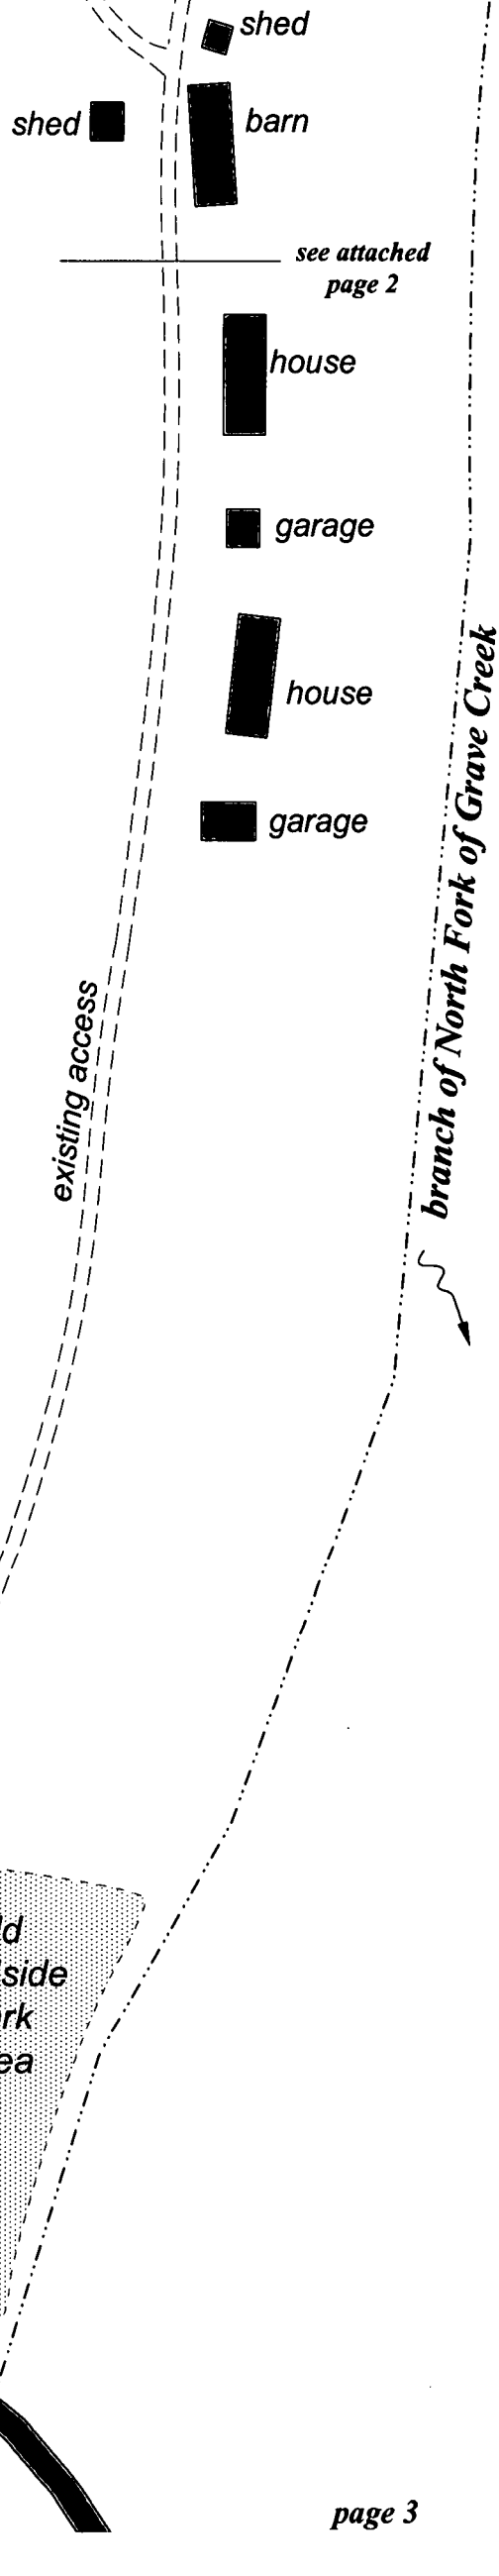 shed
shed
barn
see attached
page 2
house
garage
house
garage
branch of North Fork of Grave Creek
existing access
side
page 3